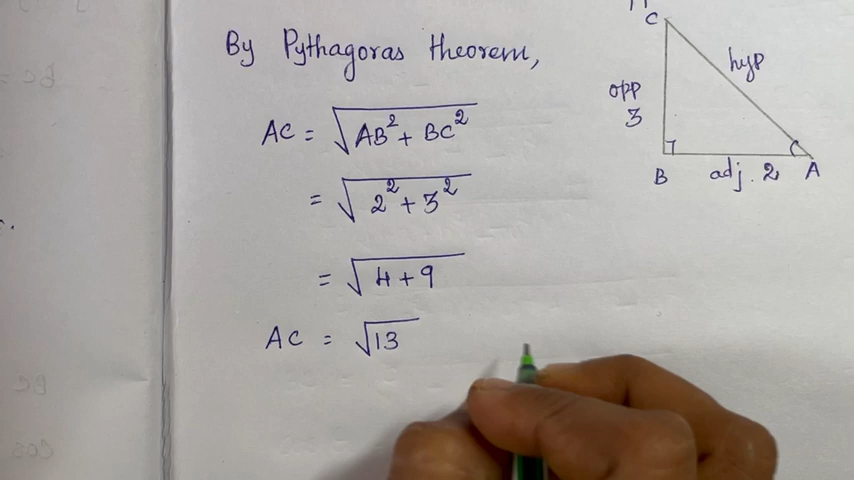 By Pythagoras theorem,
AC = √(AB² + BC²)
= √(2² + 3²)
= √(4 + 9)
AC = √13
C
hyp
opp
3
B adj. 2 A